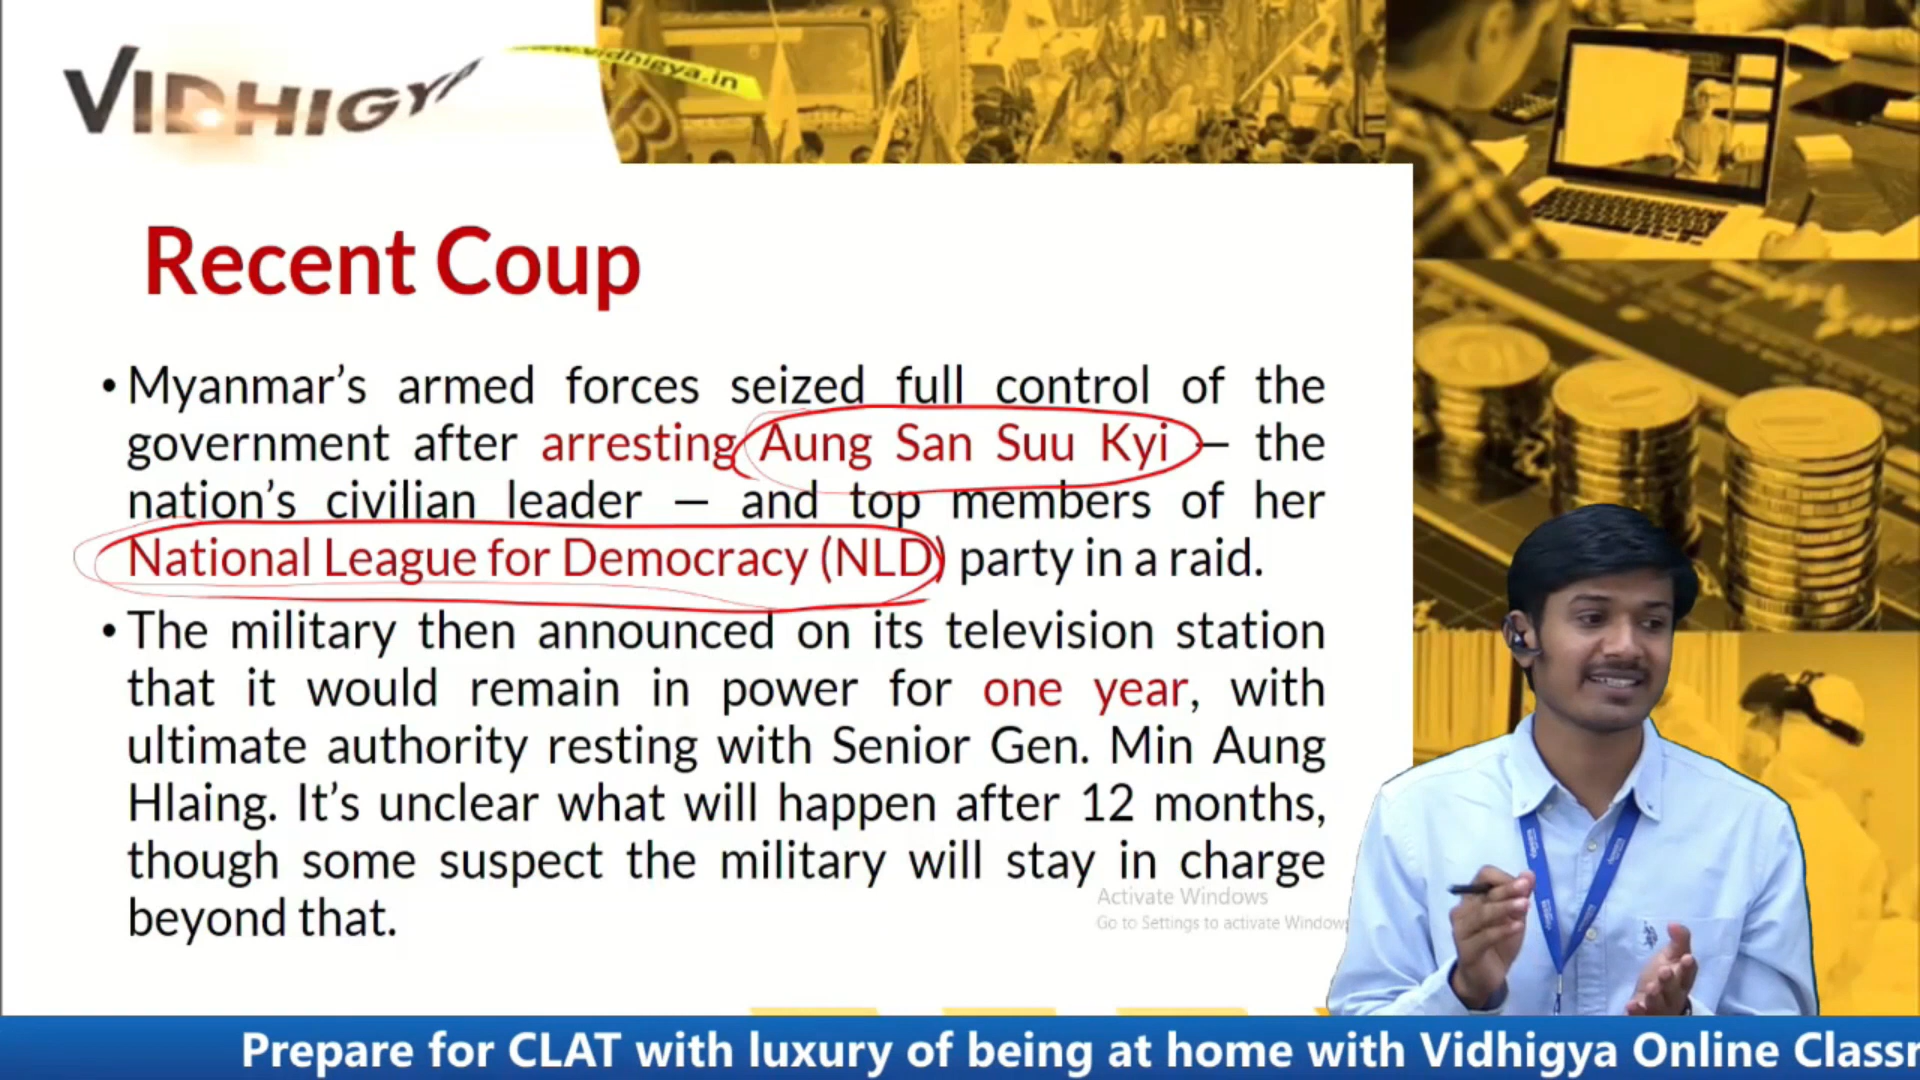 VIDHIGYA
www.vidhigya.in
Recent Coup
• Myanmar’s armed forces seized full control of the
government after arresting Aung San Suu Kyi – the
nation’s civilian leader – and top members of her
National League for Democracy (NLD) party in a raid.
• The military then announced on its television station
that it would remain in power for one year, with
ultimate authority resting with Senior Gen. Min Aung
Hlaing. It’s unclear what will happen after 12 months,
though some suspect the military will stay in charge
beyond that.
Activate Windows
Go to Settings to activate Window
Prepare for CLAT with luxury of being at home with Vidhigya Online Classr